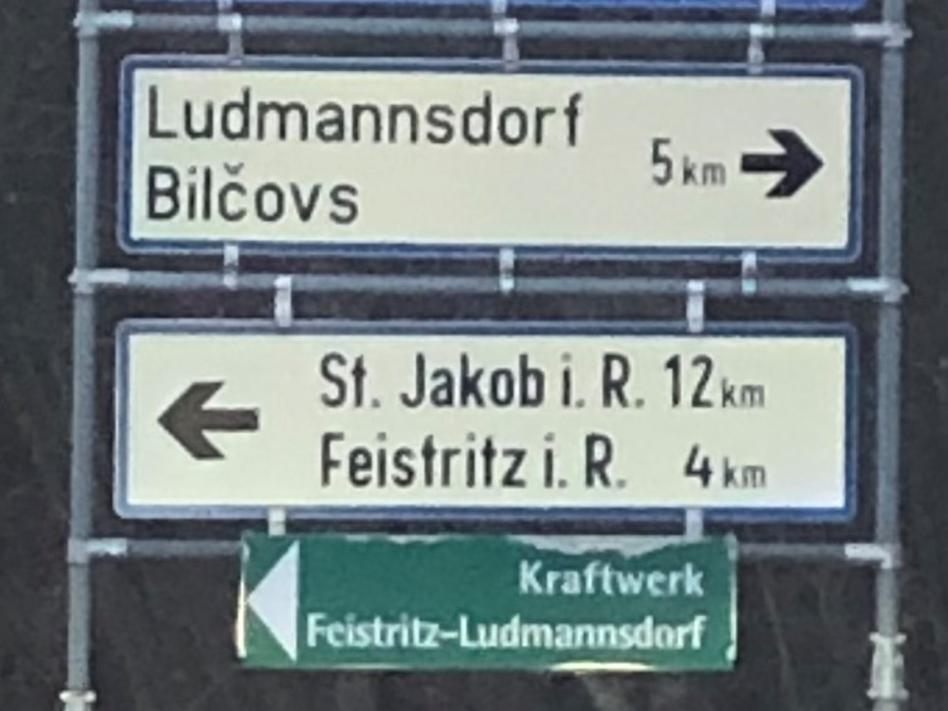 Ludmannsdorf
Bilčovs
5 km
St. Jakob i. R. 12 km
Feistritz i. R. 4 km
Kraftwerk
Feistritz-Ludmannsdorf